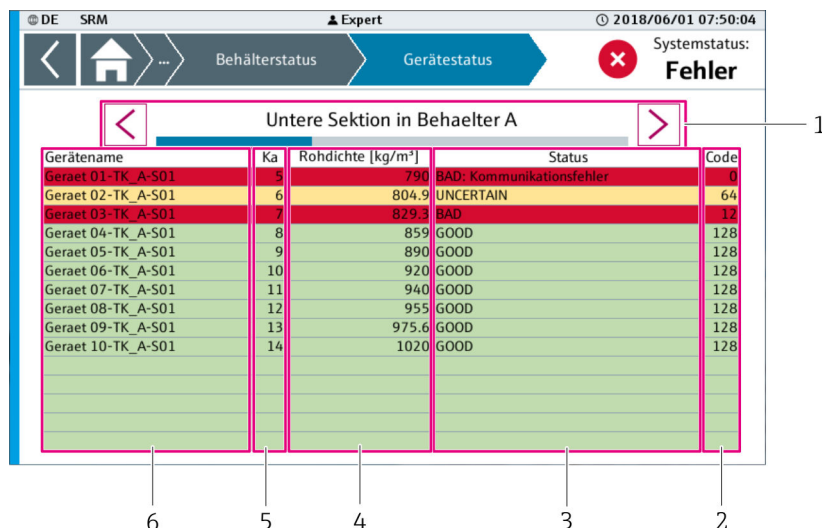 DE SRM Expert 2018/06/01 07:50:04
... Behälterstatus Gerätestatus Systemstatus:
Fehler
Untere Sektion in Behaelter A
1
Gerätename Ka Rohdichte [kg/m³] Status Code
Geraet 01-TK_A-S01 5 790 BAD: Kommunikationsfehler 0
Geraet 02-TK_A-S01 6 804.9 UNCERTAIN 64
Geraet 03-TK_A-S01 7 829.3 BAD 12
Geraet 04-TK_A-S01 8 859 GOOD 128
Geraet 05-TK_A-S01 9 890 GOOD 128
Geraet 06-TK_A-S01 10 920 GOOD 128
Geraet 07-TK_A-S01 11 940 GOOD 128
Geraet 08-TK_A-S01 12 955 GOOD 128
Geraet 09-TK_A-S01 13 975.6 GOOD 128
Geraet 10-TK_A-S01 14 1020 GOOD 128
6 5 4 3 2